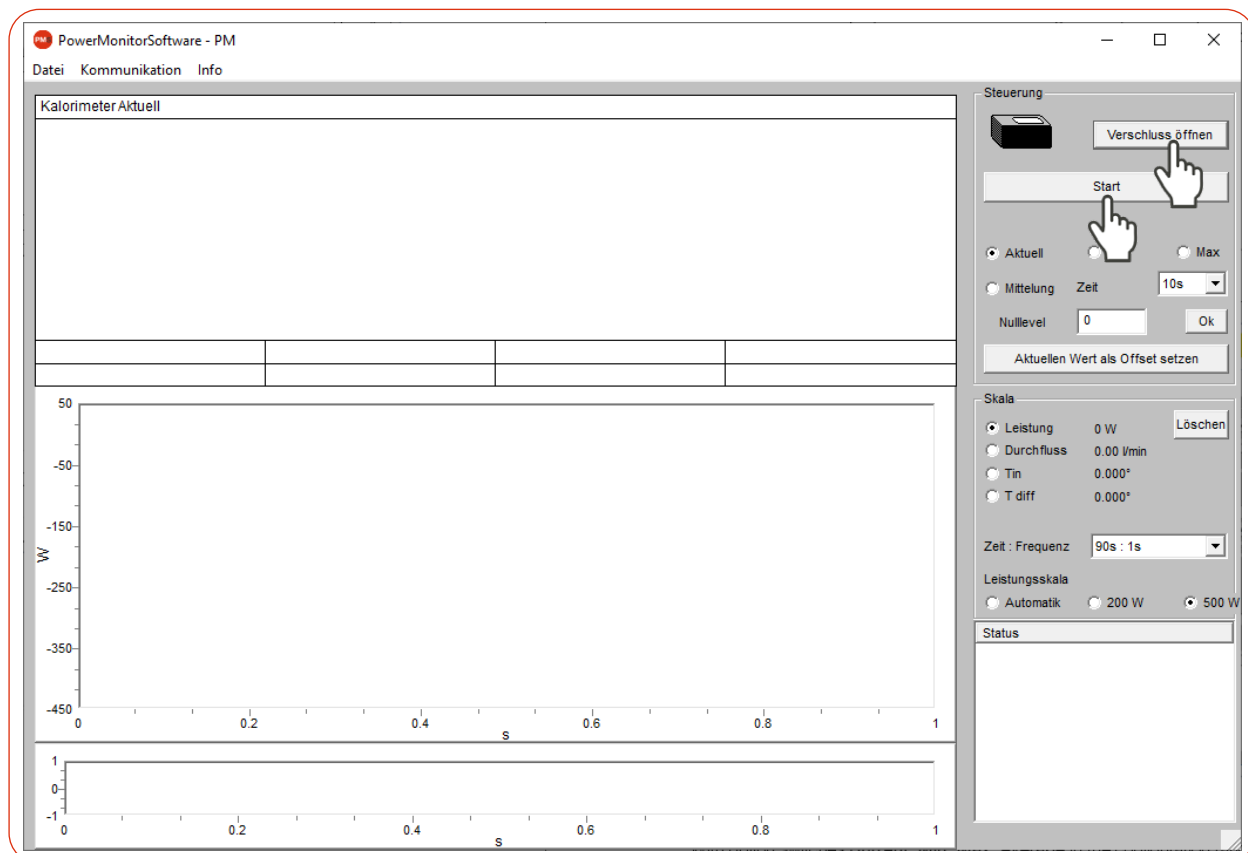 PM PowerMonitorSoftware - PM
Datei Kommunikation Info
Kalorimeter Aktuell
50
-50
-150
-250
-350
-450
W
0 0.2 0.4 0.6 0.8 1
s
1
0
-1
0 0.2 0.4 0.6 0.8 1
s
Steuerung
Verschluss öffnen
Start
Aktuell Max
Mittelung Zeit 10s
Nulllevel 0 Ok
Aktuellen Wert als Offset setzen
Skala
Leistung 0 W Löschen
Durchfluss 0.00 l/min
Tin 0.000°
T diff 0.000°
Zeit : Frequenz 90s : 1s
Leistungsskala
Automatik 200 W 500 W
Status